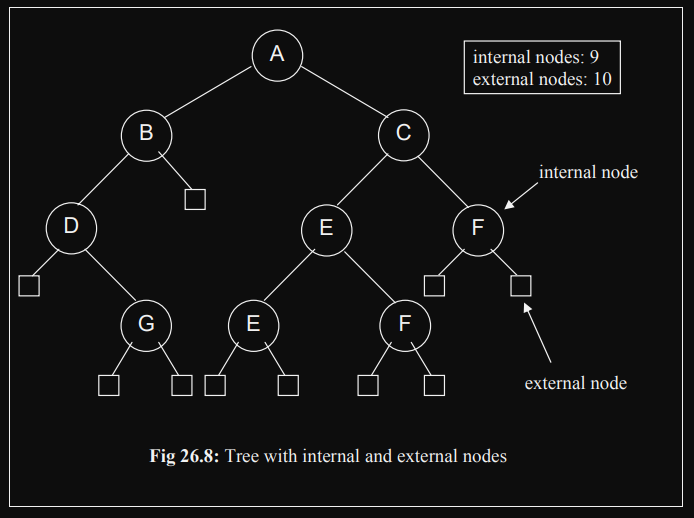 A
internal nodes: 9
external nodes: 10
B
C
internal node
D
E
F
G
E
F
external node
Fig 26.8: Tree with internal and external nodes